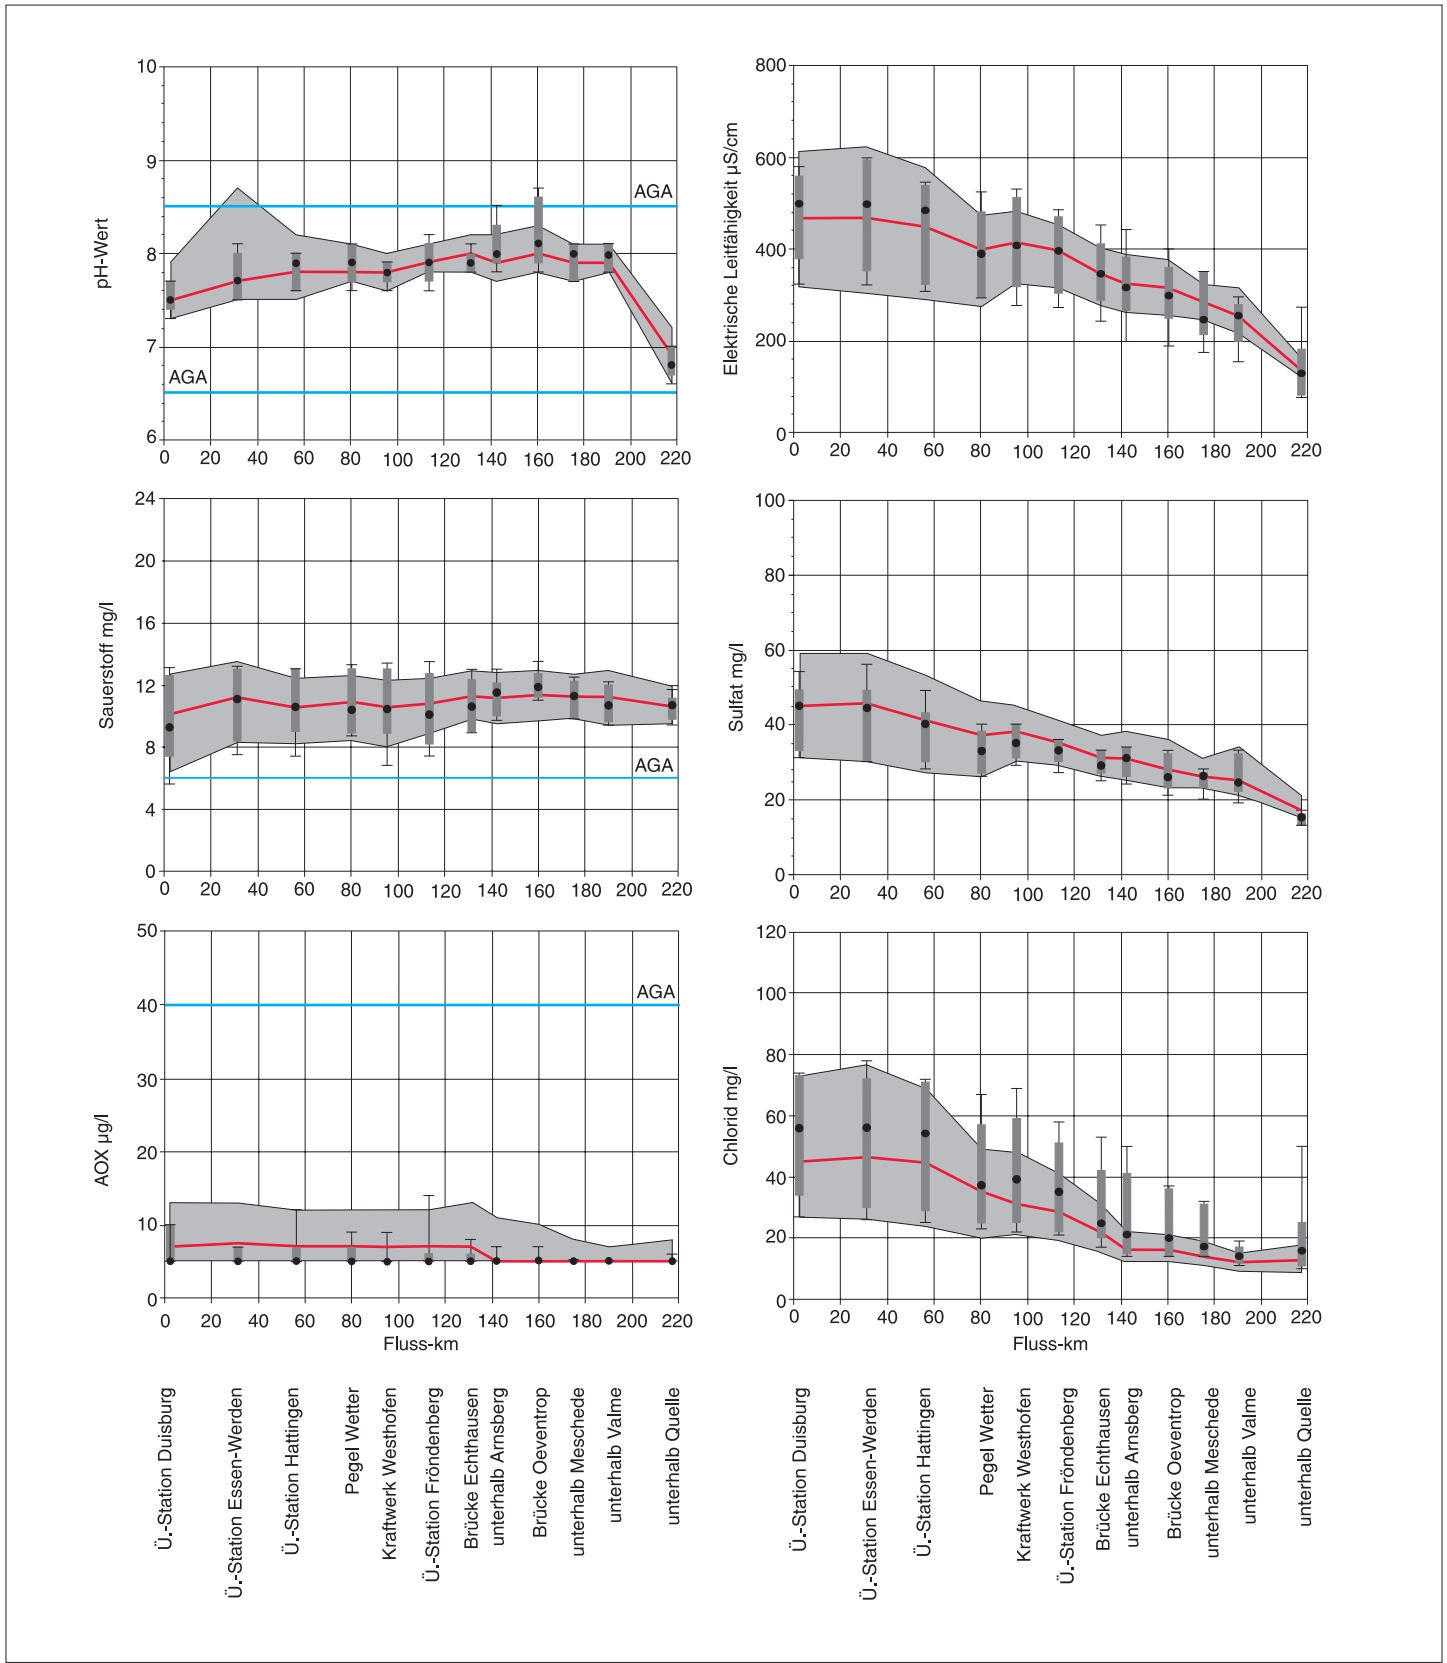 10
9
8
7
6
pH-Wert
AGA
AGA
0 20 40 60 80 100 120 140 160 180 200 220
800
600
400
200
0
Elektrische Leitfähigkeit µS/cm
0 20 40 60 80 100 120 140 160 180 200 220
24
20
16
12
8
4
0
Sauerstoff mg/l
AGA
0 20 40 60 80 100 120 140 160 180 200 220
100
80
60
40
20
0
Sulfat mg/l
0 20 40 60 80 100 120 140 160 180 200 220
50
40
30
20
10
0
AOX µg/l
AGA
0 20 40 60 80 100 120 140 160 180 200 220
Fluss-km
120
100
80
60
40
20
0
Chlorid mg/l
0 20 40 60 80 100 120 140 160 180 200 220
Fluss-km
Ü.-Station Duisburg
Ü.-Station Essen-Werden
Ü.-Station Hattingen
Pegel Wetter
Kraftwerk Westhofen
Ü.-Station Fröndenberg
Brücke Echthausen
unterhalb Arnsberg
Brücke Oeventrop
unterhalb Meschede
unterhalb Valme
unterhalb Quelle
Ü.-Station Duisburg
Ü.-Station Essen-Werden
Ü.-Station Hattingen
Pegel Wetter
Kraftwerk Westhofen
Ü.-Station Fröndenberg
Brücke Echthausen
unterhalb Arnsberg
Brücke Oeventrop
unterhalb Meschede
unterhalb Valme
unterhalb Quelle